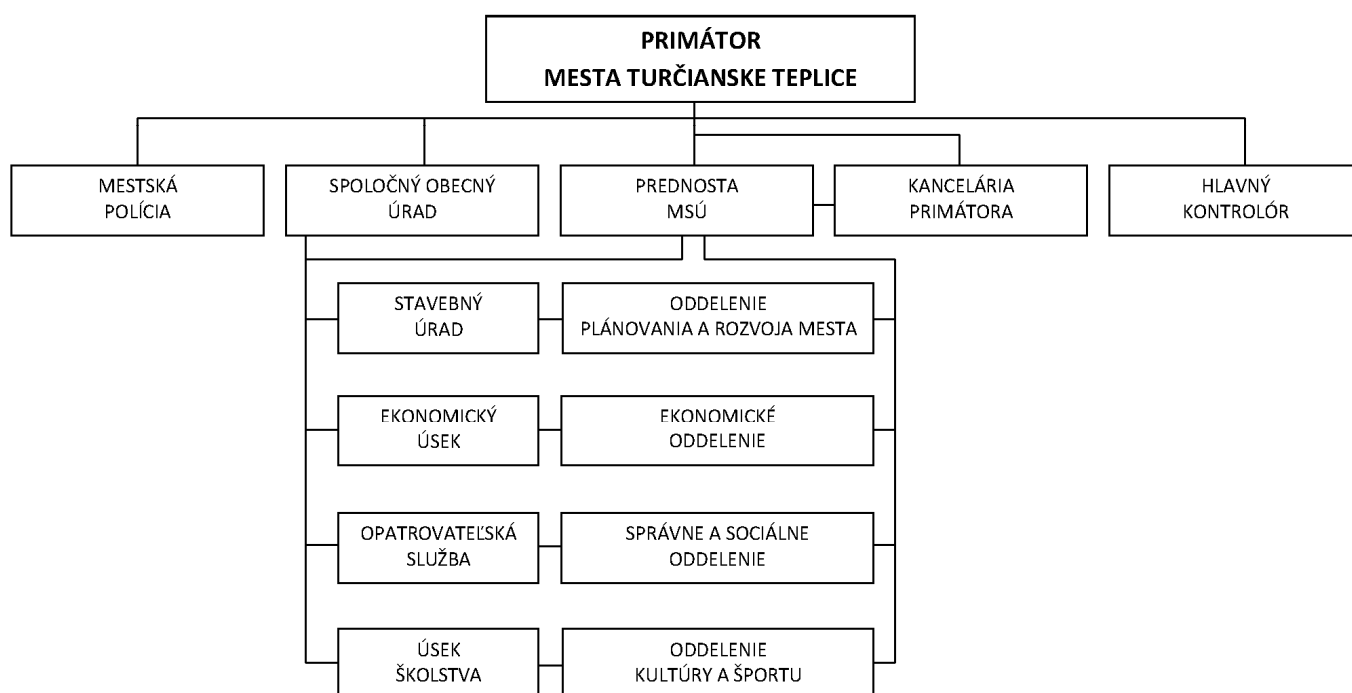 PRIMÁTOR
MESTA TURČIANSKE TEPLICE
MESTSKÁ
POLÍCIA
SPOLOČNÝ OBECNÝ
ÚRAD
PREDNOSTA
MSÚ
KANCELÁRIA
PRIMÁTORA
HLAVNÝ
KONTROLÓR
STAVEBNÝ
ÚRAD
ODDELENIE
PLÁNOVANIA A ROZVOJA MESTA
EKONOMICKÝ
ÚSEK
EKONOMICKÉ
ODDELENIE
OPATROVATEĽSKÁ
SLUŽBA
SPRÁVNE A SOCIÁLNE
ODDELENIE
ÚSEK
ŠKOLSTVA
ODDELENIE
KULTÚRY A ŠPORTU